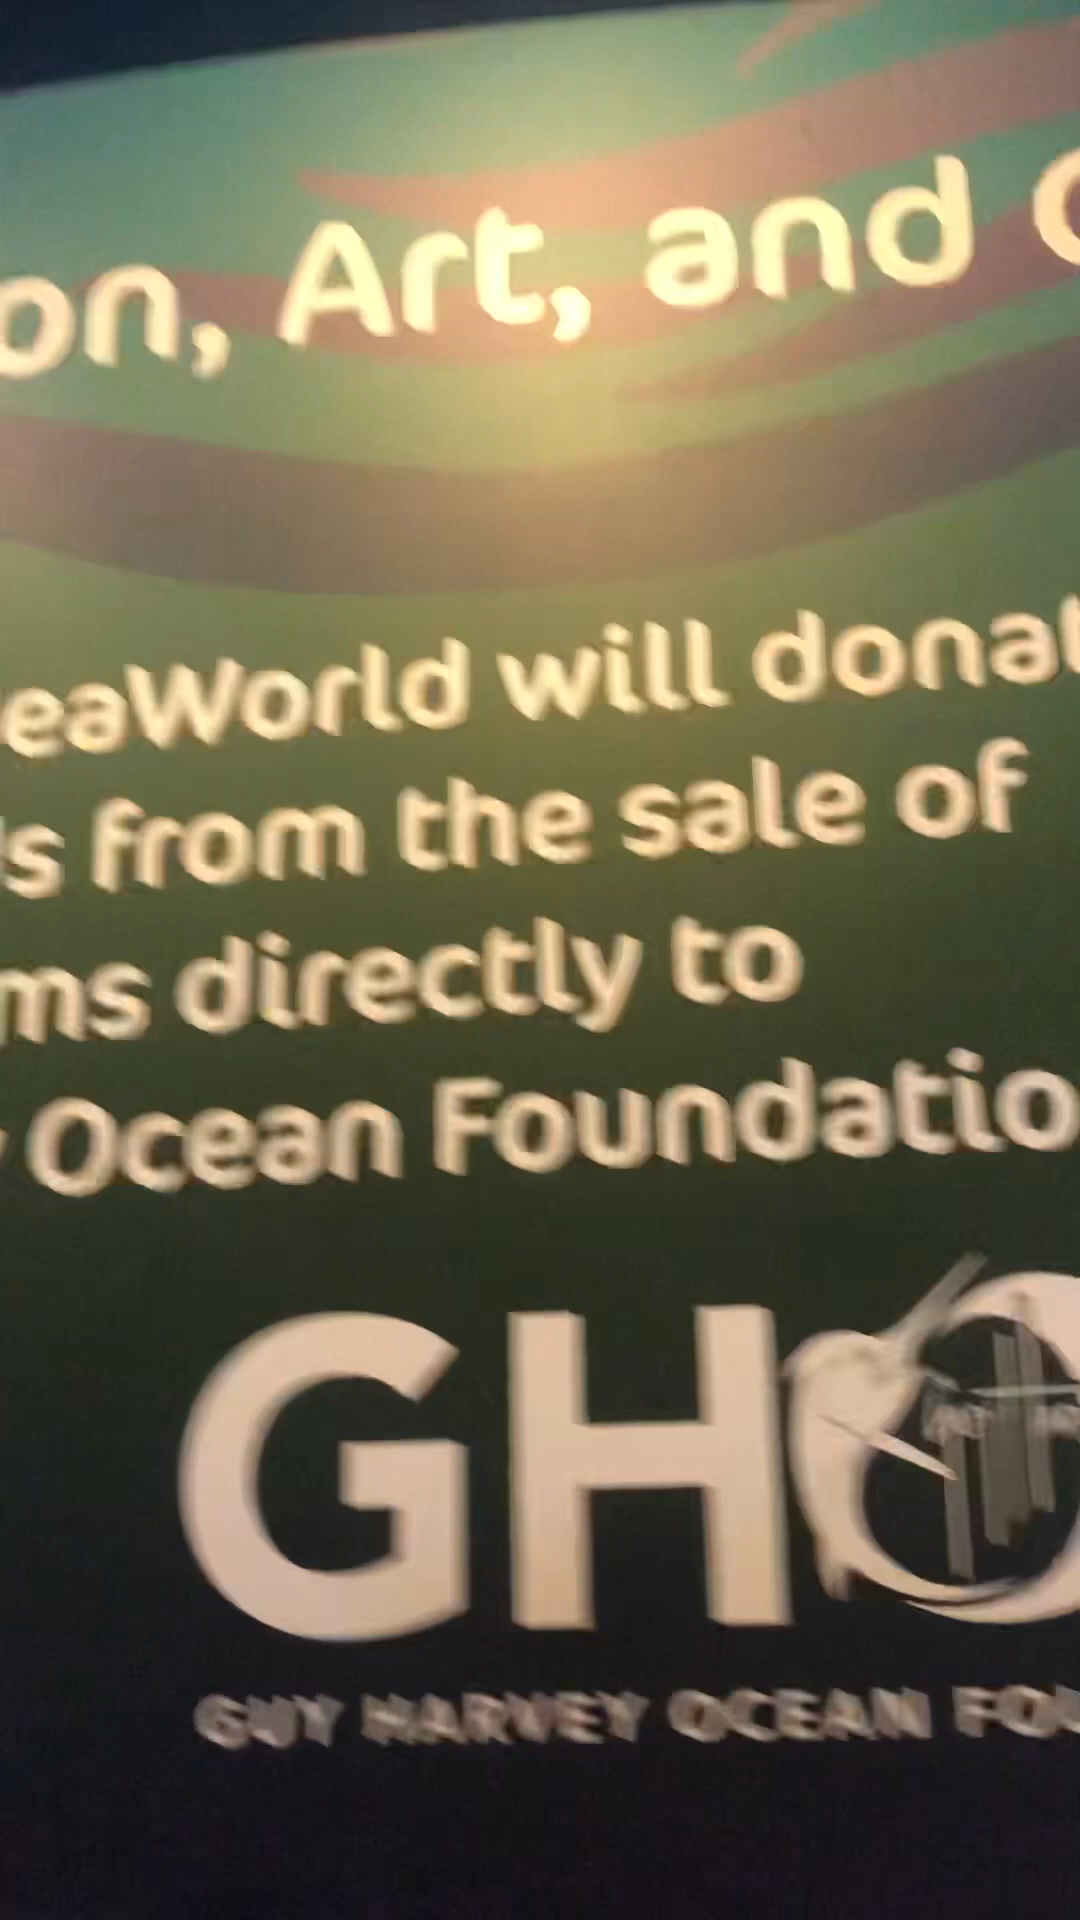 on, Art, and
eaWorld will donat
s from the sale of
ms directly to
Ocean Foundatio
GHO
GUY HARVEY OCEAN FOU